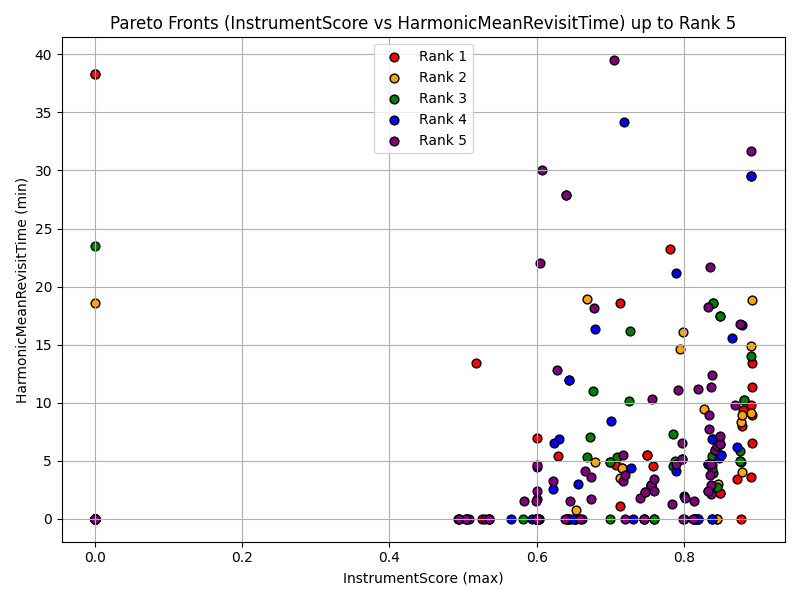 Pareto Fronts (InstrumentScore vs HarmonicMeanRevisitTime) up to Rank 5
Rank 1
Rank 2
Rank 3
Rank 4
Rank 5
HarmonicMeanRevisitTime (min)
40
35
30
25
20
15
10
5
0
0.0
0.2
0.4
0.6
0.8
InstrumentScore (max)